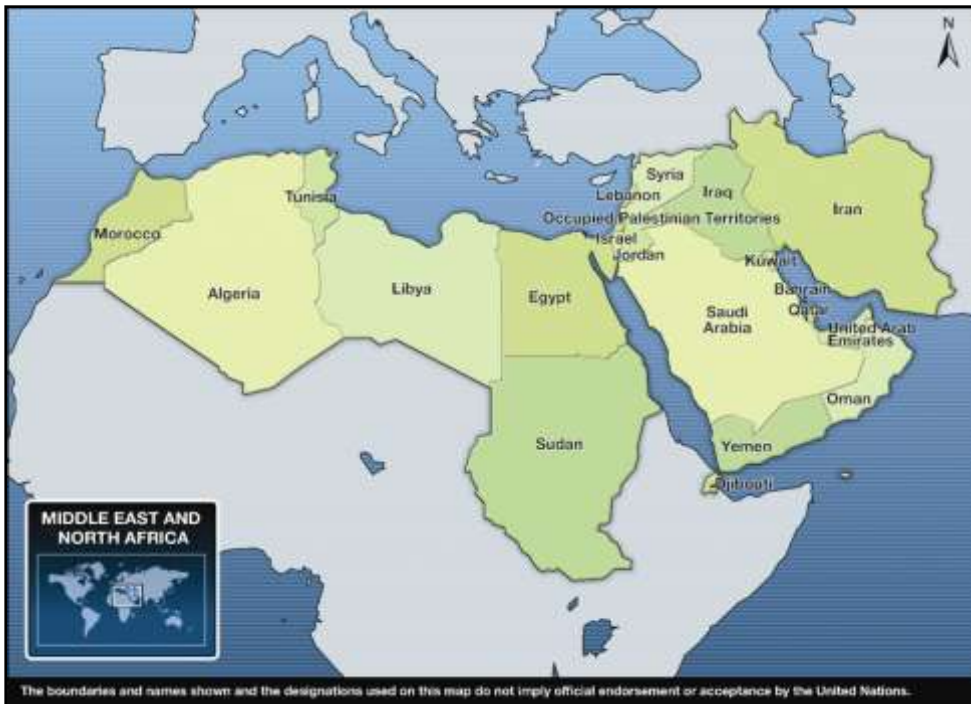 N
Syria
Lebanon
Iraq
Tunisia
Iran
Occupied Palestinian Territories
Morocco
Israel
Jordan
Kuwait
Algeria
Libya
Egypt
Bahrain
Qatar
Saudi
Arabia
United Arab
Emirates
Oman
Sudan
Yemen
Djibouti
MIDDLE EAST AND
NORTH AFRICA
The boundaries and names shown and the designations used on this map do not imply official endorsement or acceptance by the United Nations.